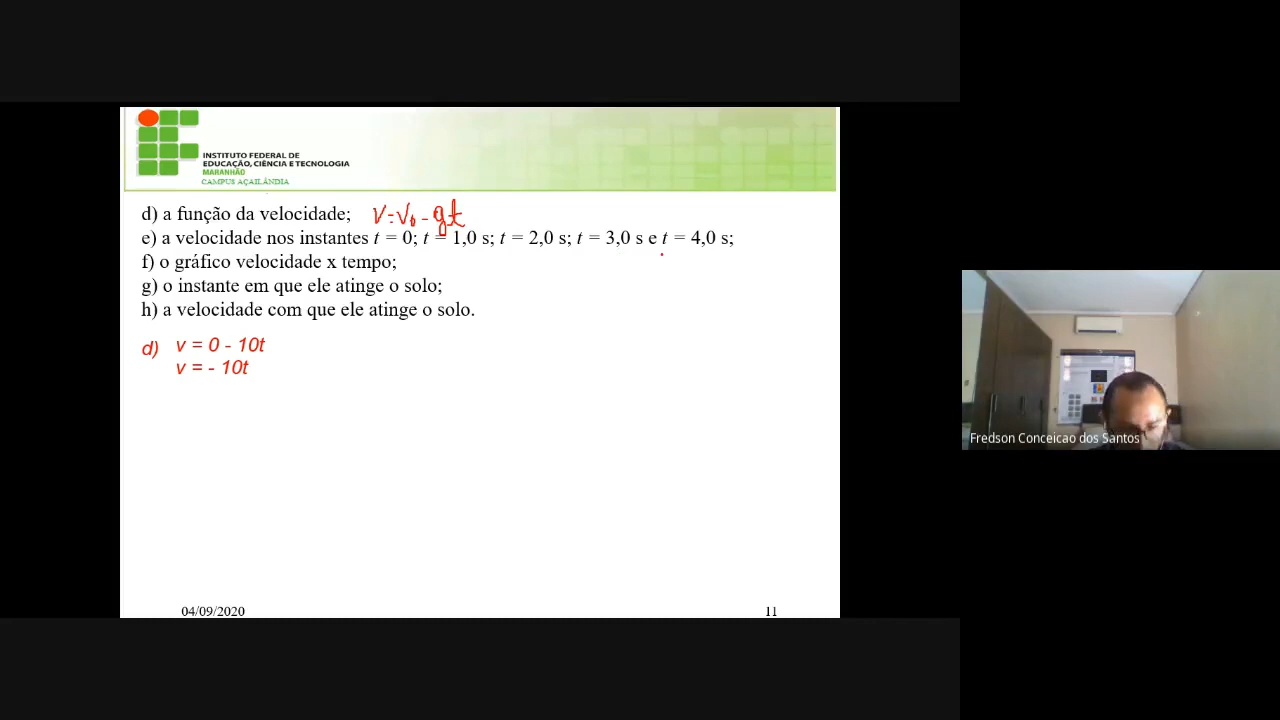 INSTITUTO FEDERAL DE
EDUCAÇÃO, CIÊNCIA E TECNOLOGIA
MARANHÃO
CAMPUS AÇAILÂNDIA
d) a função da velocidade; v = v0 - gt
e) a velocidade nos instantes t = 0; t = 1,0 s; t = 2,0 s; t = 3,0 s e t = 4,0 s;
f) o gráfico velocidade x tempo;
g) o instante em que ele atinge o solo;
h) a velocidade com que ele atinge o solo.
d) v = 0 - 10t
v = - 10t
Fredson Conceicao dos Santos
04/09/2020
11